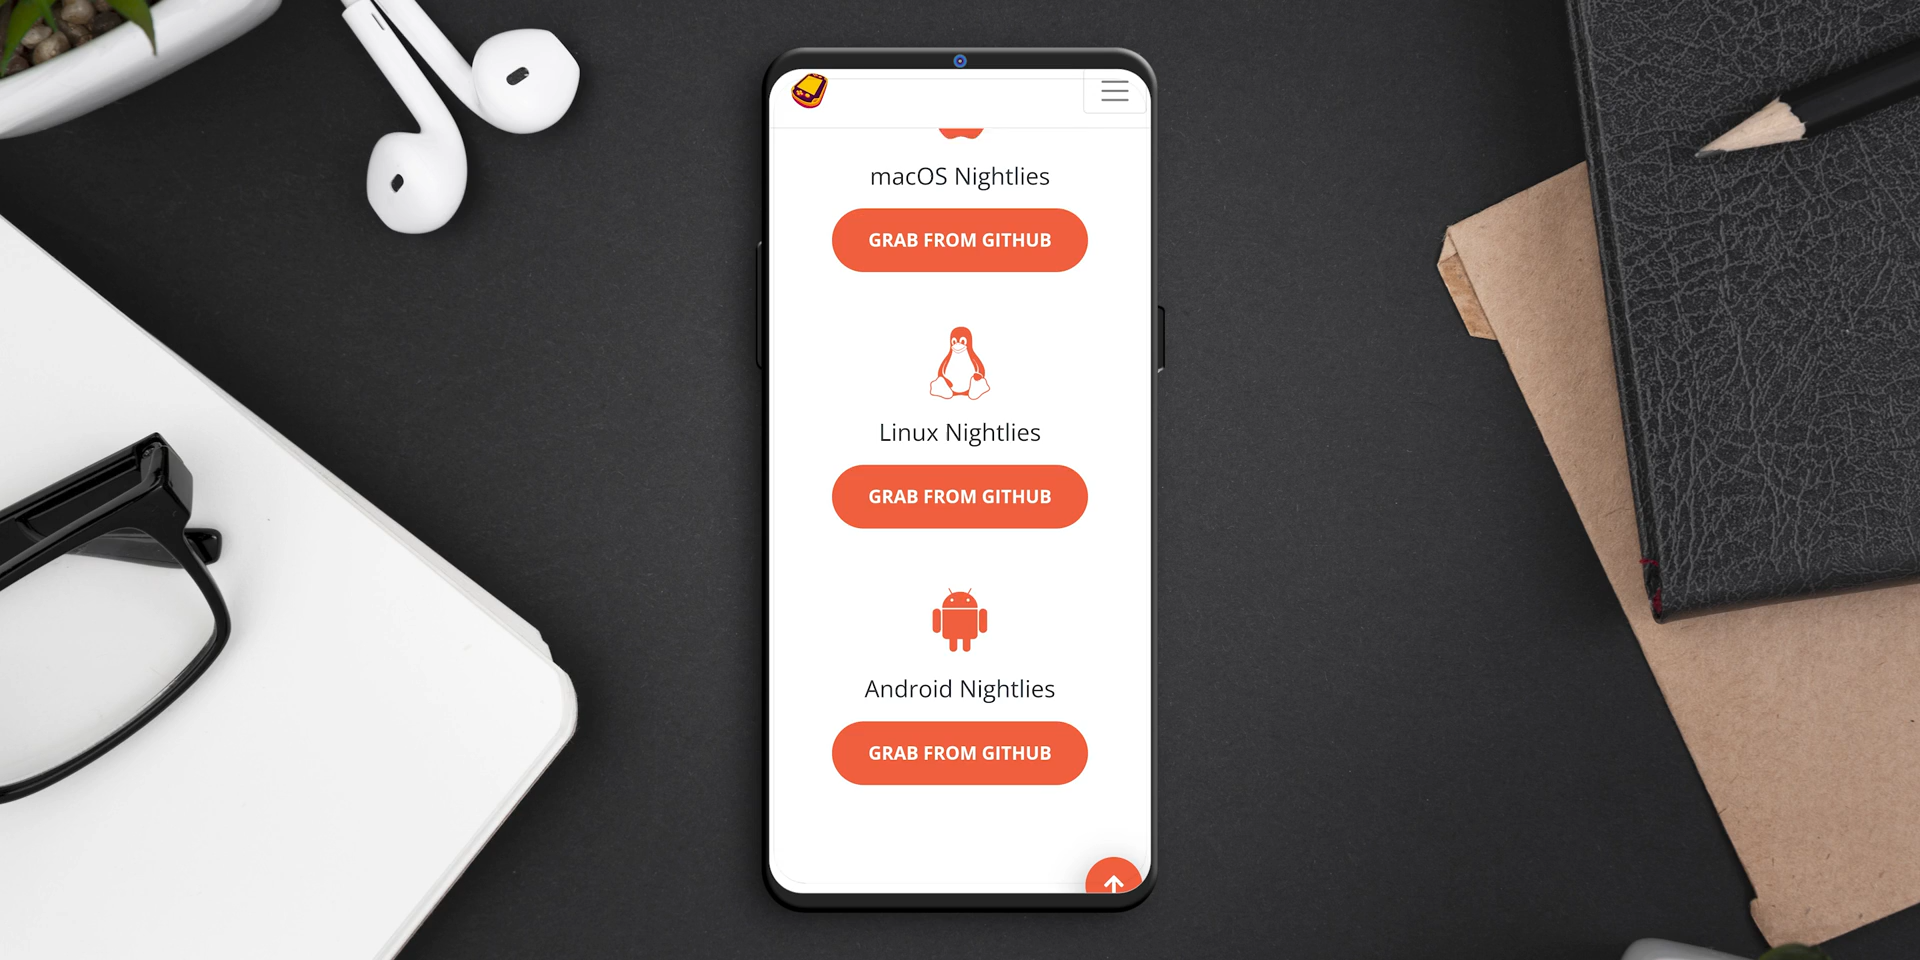 macOS Nightlies
GRAB FROM GITHUB
Linux Nightlies
GRAB FROM GITHUB
Android Nightlies
GRAB FROM GITHUB